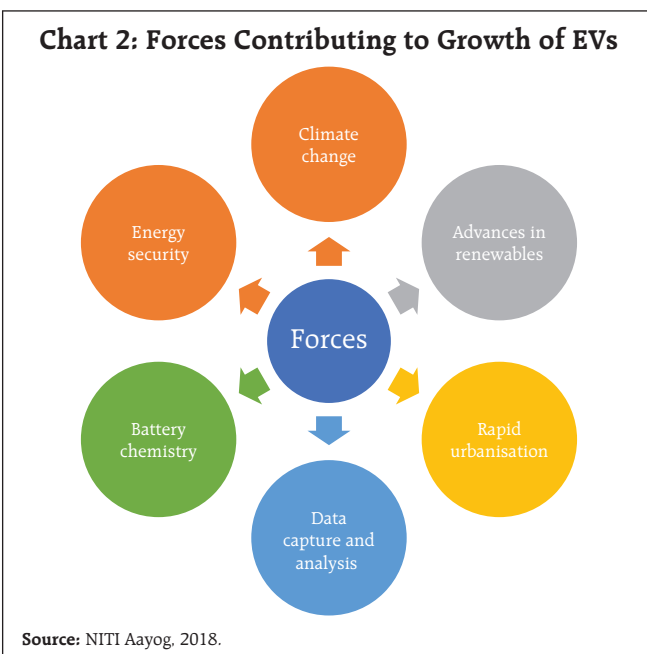 Chart 2: Forces Contributing to Growth of EVs
Climate
change
Energy
security
Advances in
renewables
Forces
Battery
chemistry
Rapid
urbanisation
Data
capture and
analysis
Source: NITI Aayog, 2018.